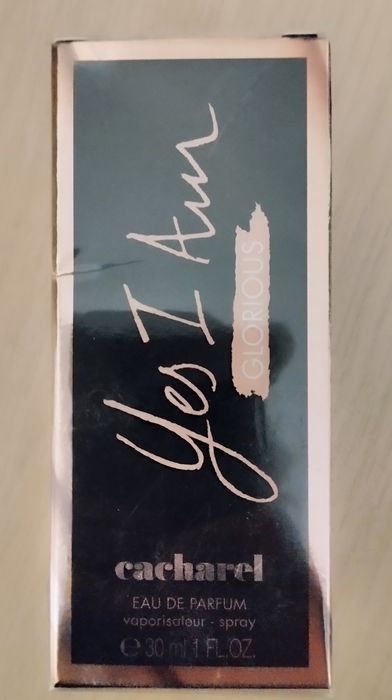 Yes I Am
GLORIOUS
cacharel
EAU DE PARFUM
vaporisateur - spray
℮ 30 ml 1 FL.OZ.